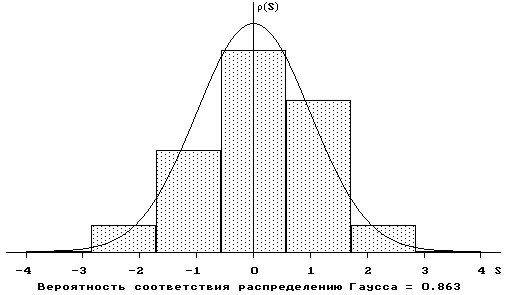 ρ(S)
-4 -3 -2 -1 0 1 2 3 4 S
Вероятность соответствия распределению Гаусса = 0.863